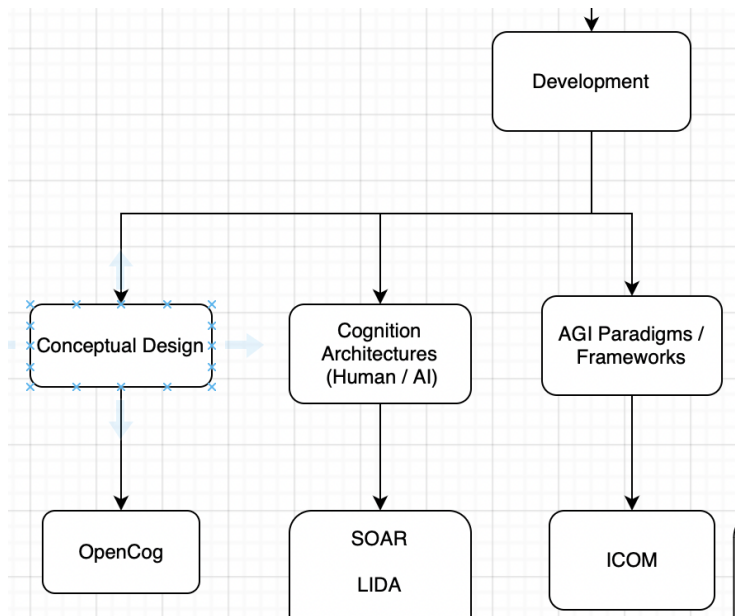 Development
Conceptual Design
Cognition
Architectures
(Human / AI)
AGI Paradigms /
Frameworks
OpenCog
SOAR
LIDA
ICOM